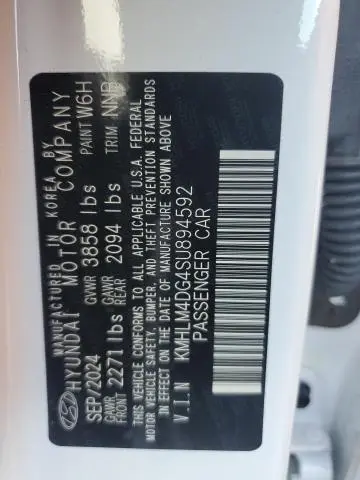 MANUFACTURED IN KOREA BY
HYUNDAI MOTOR COMPANY
SEP/2024 GVWR 3858 lbs PAINT W6H
GAWR FRONT 2271 lbs GAWR REAR 2094 lbs TRIM NNB
THIS VEHICLE CONFORMS TO ALL APPLICABLE U.S.A. FEDERAL
MOTOR VEHICLE SAFETY, BUMPER, AND THEFT PREVENTION STANDARDS
IN EFFECT ON THE DATE OF MANUFACTURE SHOWN ABOVE
V.I.N KMHLM4DG4SU894592
PASSENGER CAR